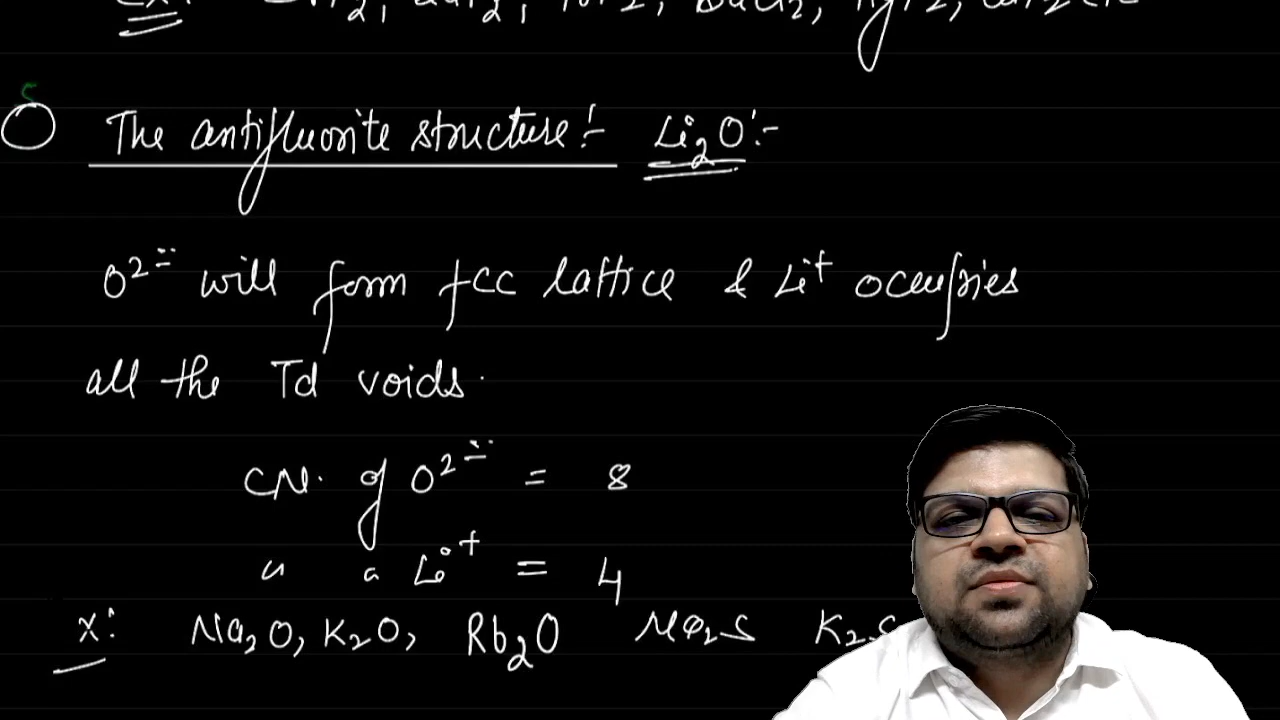 The antifluorite structure:- Li₂O:-
O²⁻ will form fcc lattice & Li⁺ occupies
all the Td voids.
C.N. of O²⁻ = 8
" " Li⁺ = 4
x: Na₂O, K₂O, Rb₂O Na₂S K₂S